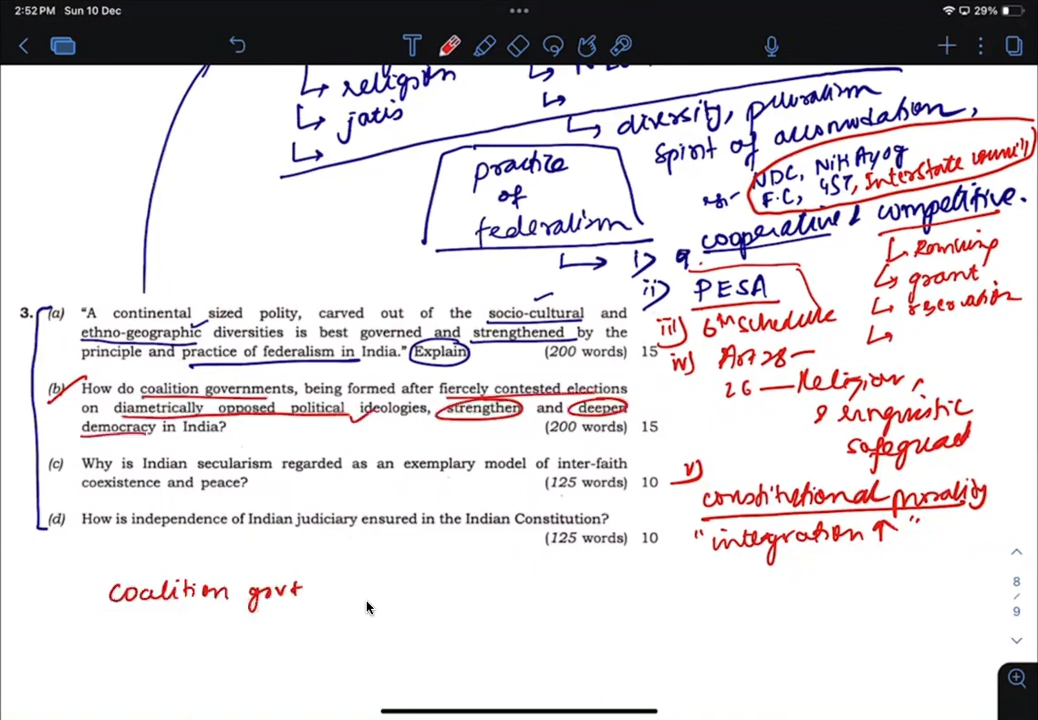 2:52 PM Sun 10 Dec
29%
religion
jatis
diversity, pluralism
spirit of accomodation,
practice
of
federalism
NDC, Niti Ayog
F.C, GST, Interstate council
cooperative & competitive.
i)
Ranking
ii) PESA
grant
iii) 6th Schedule
iv) Art 28 —
26 — Religion,
& linguistic
safeguard
v)
constitutional morality
"intergration ↑"
3. (a) "A continental sized polity, carved out of the socio-cultural and
ethno-geographic diversities is best governed and strengthened by the
principle and practice of federalism in India." Explain
(200 words) 15
(b) How do coalition governments, being formed after fiercely contested elections
on diametrically opposed political ideologies, strengthen and deepen
democracy in India?
(200 words) 15
(c) Why is Indian secularism regarded as an exemplary model of inter-faith
coexistence and peace?
(125 words) 10
(d) How is independence of Indian judiciary ensured in the Indian Constitution?
(125 words) 10
coalition govt
8
/
9